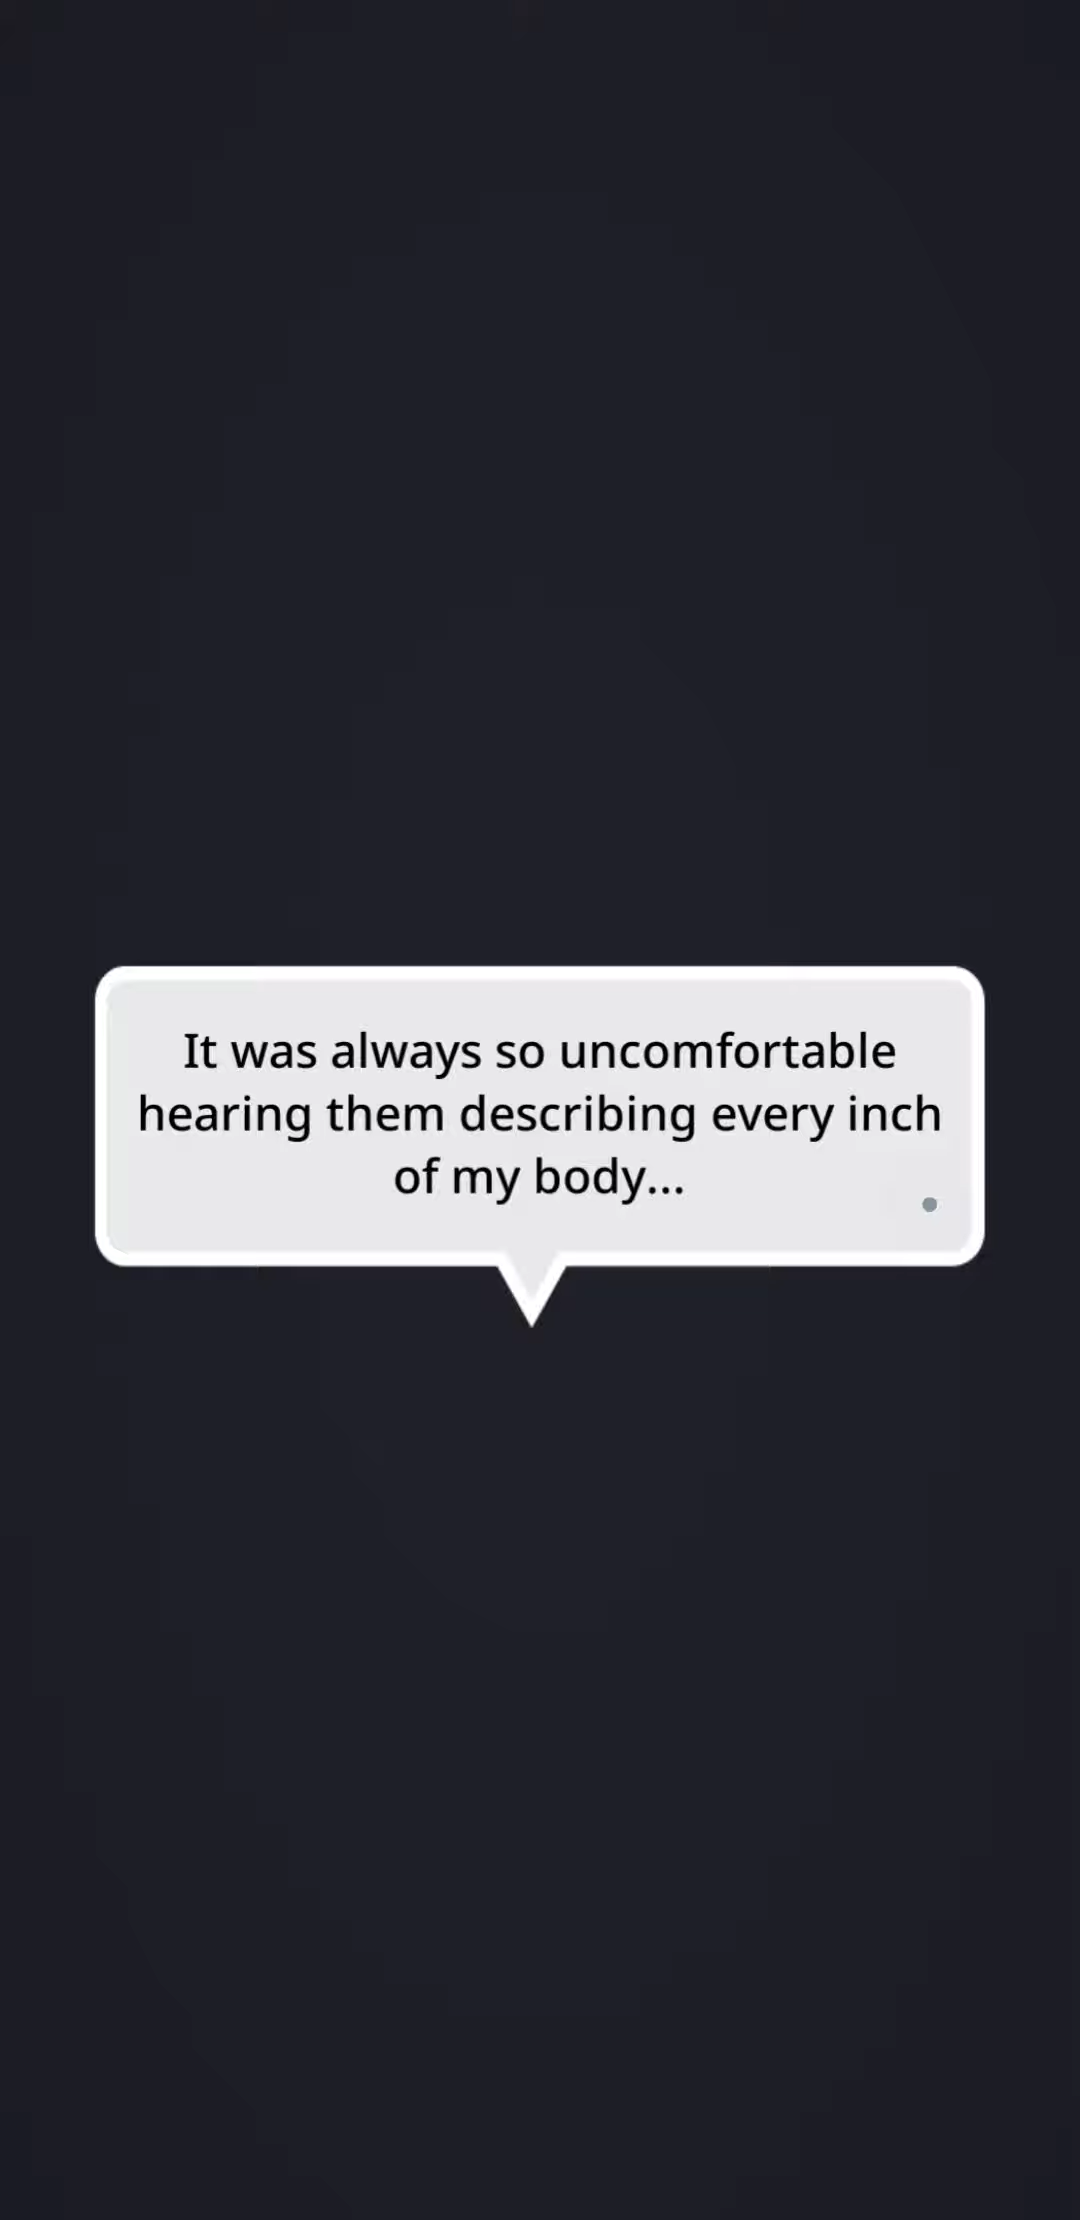 It was always so uncomfortable
hearing them describing every inch
of my body...